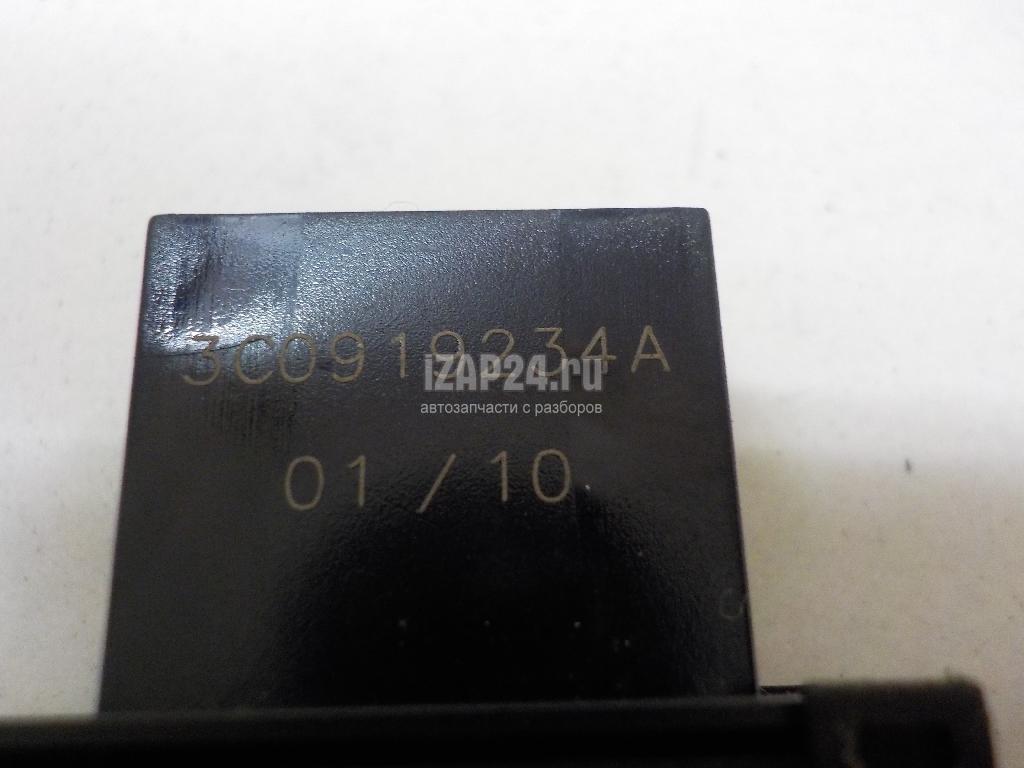 3C0919234A
iZAP24.ru
автозапчасти с разборов
01 / 10